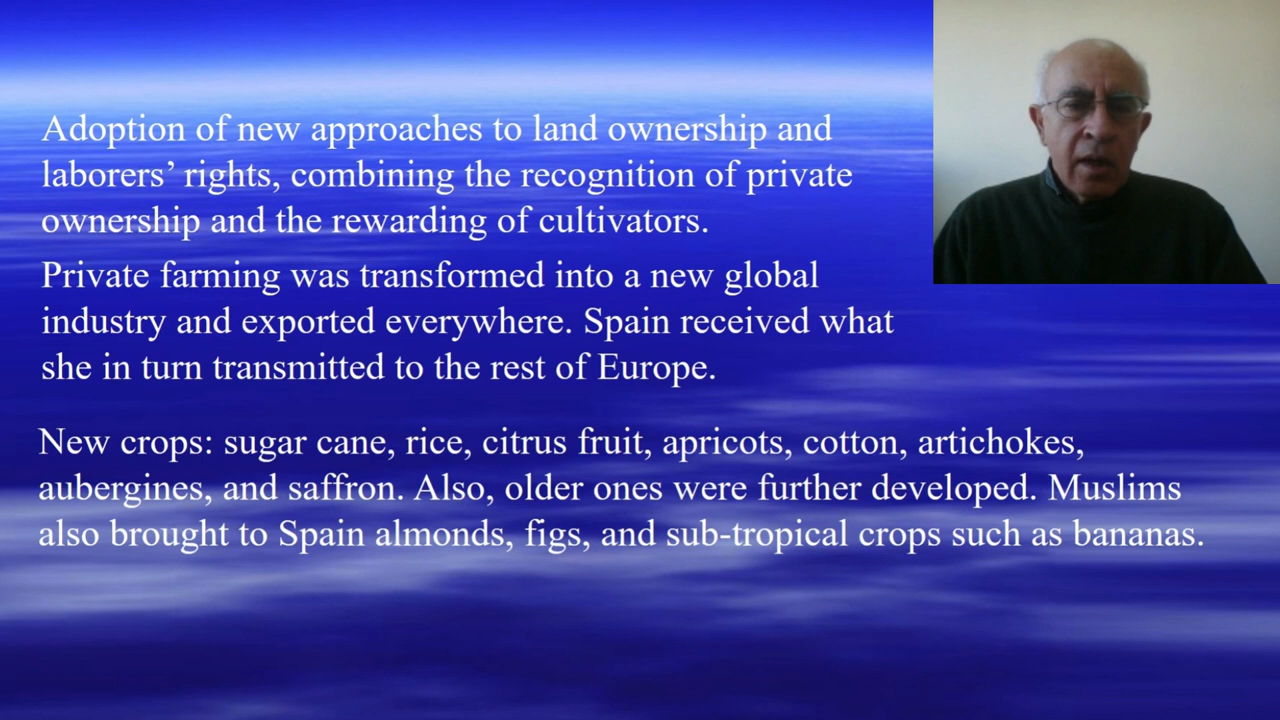 Adoption of new approaches to land ownership and
laborers’ rights, combining the recognition of private
ownership and the rewarding of cultivators.
Private farming was transformed into a new global
industry and exported everywhere. Spain received what
she in turn transmitted to the rest of Europe.
New crops: sugar cane, rice, citrus fruit, apricots, cotton, artichokes,
aubergines, and saffron. Also, older ones were further developed. Muslims
also brought to Spain almonds, figs, and sub-tropical crops such as bananas.